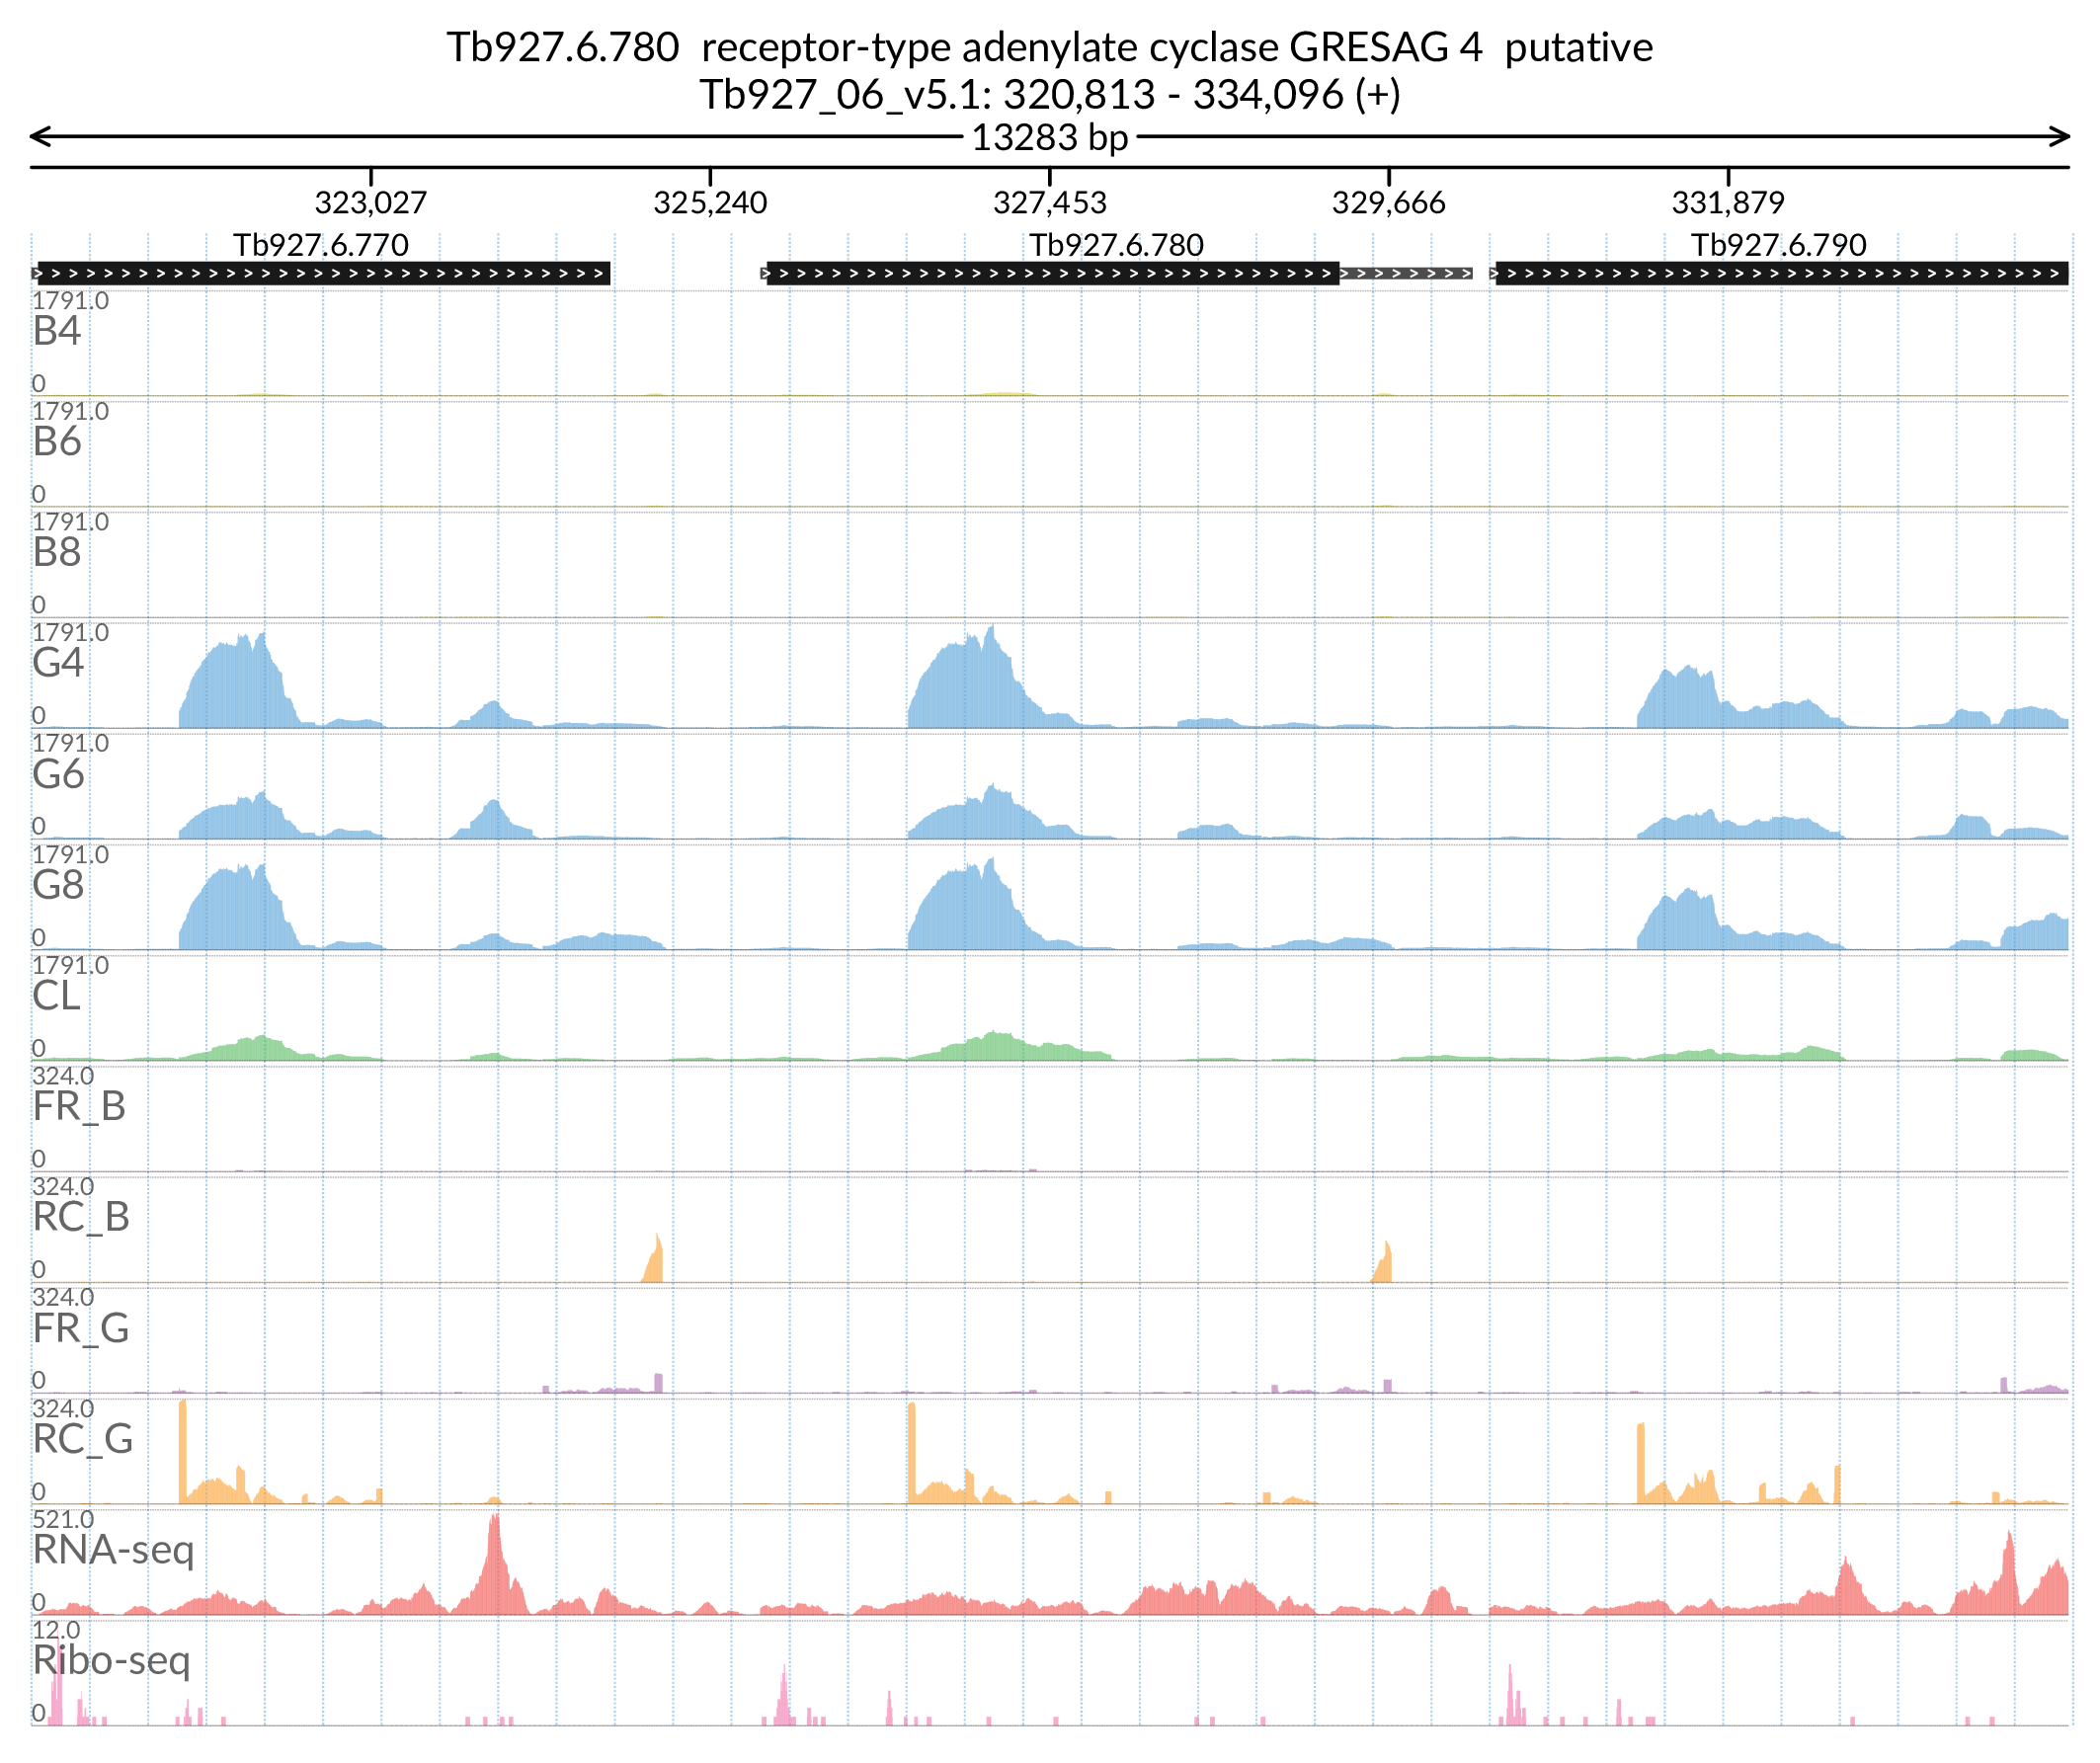 Tb927.6.780  receptor-type adenylate cyclase GRESAG 4  putative
Tb927_06_v5.1: 320,813 - 334,096 (+)
13283 bp
323,027 325,240 327,453 329,666 331,879
Tb927.6.770 Tb927.6.780 Tb927.6.790
1791.0
B4
0
1791.0
B6
0
1791.0
B8
0
1791.0
G4
0
1791.0
G6
0
1791.0
G8
0
1791.0
CL
0
324.0
FR_B
0
324.0
RC_B
0
324.0
FR_G
0
324.0
RC_G
0
521.0
RNA-seq
0
12.0
Ribo-seq
0